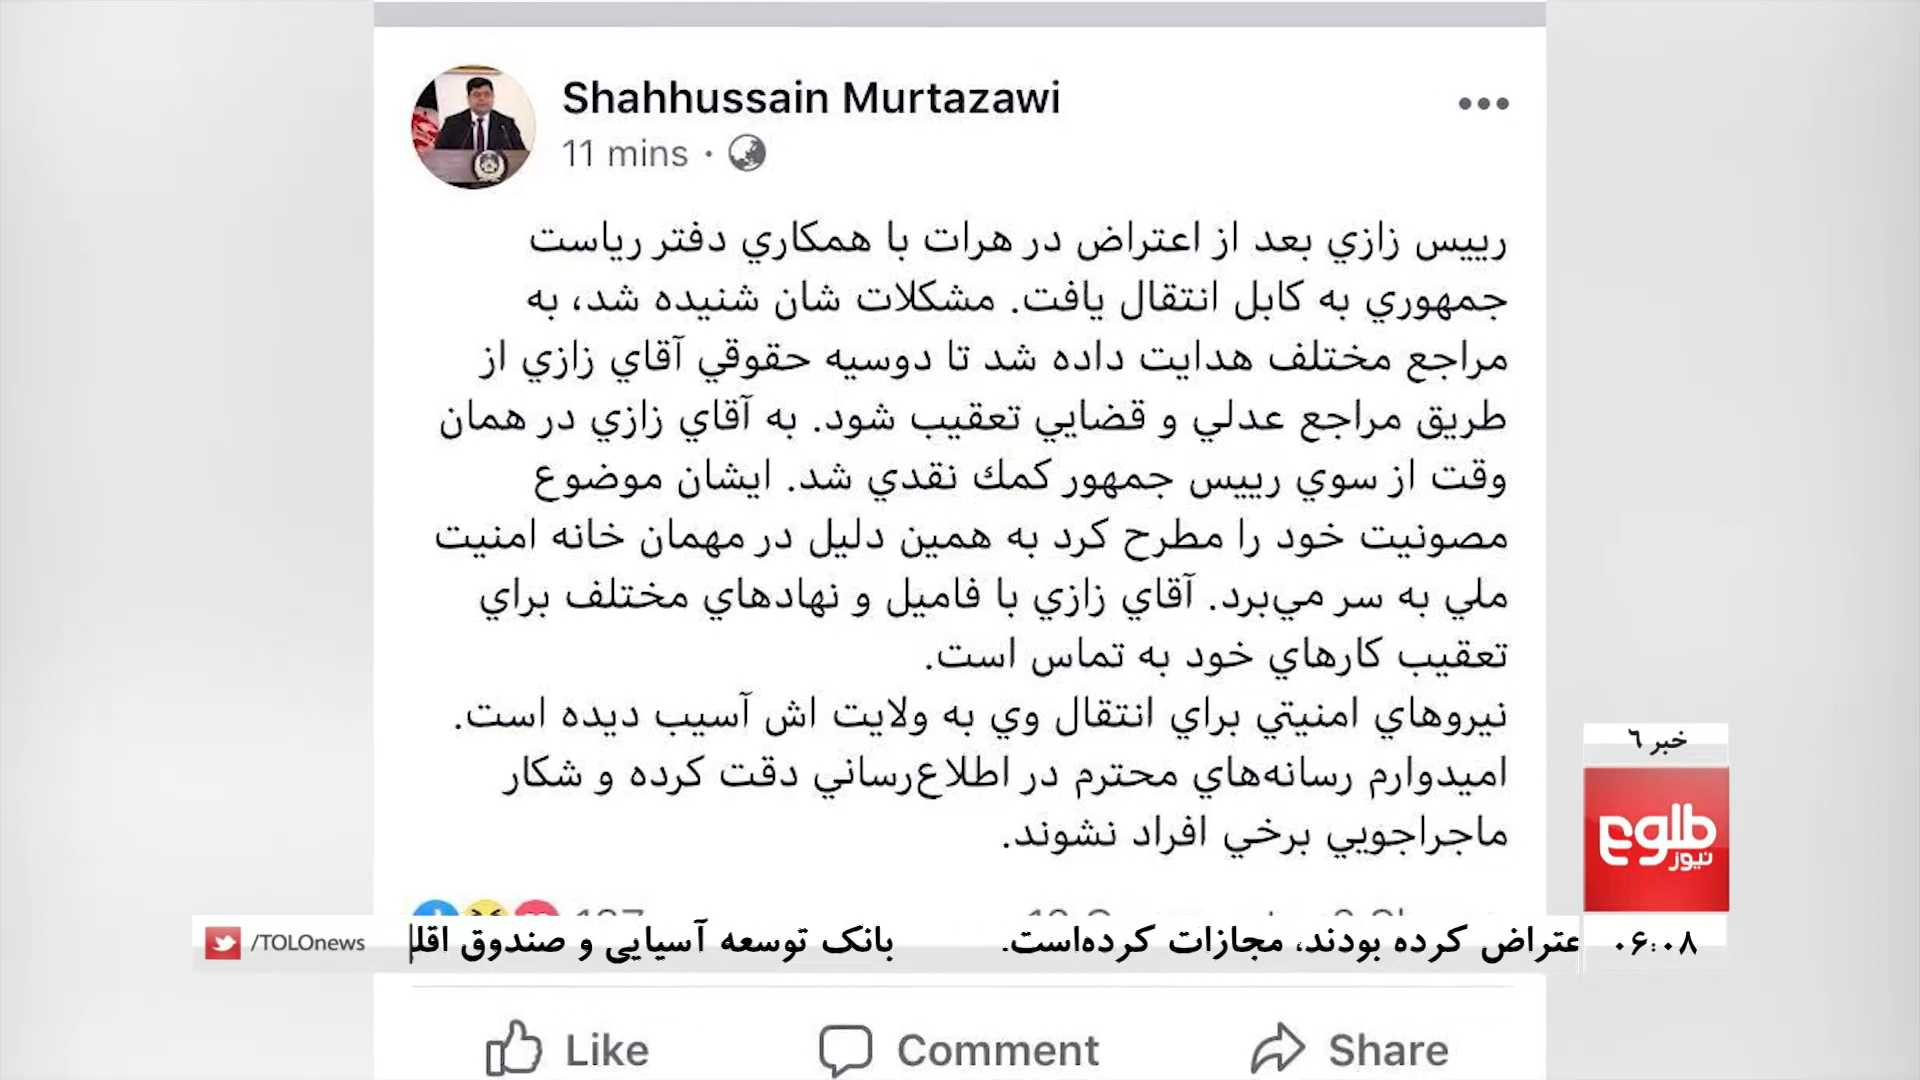 Shahhussain Murtazawi
11 mins ·
رييس زازي بعد از اعتراض در هرات با همكاري دفتر رياست
جمهوري به كابل انتقال يافت. مشكلات شان شنيده شد، به
مراجع مختلف هدايت داده شد تا دوسيه حقوقي آقاي زازي از
طريق مراجع عدلي و قضايي تعقيب شود. به آقاي زازي در همان
وقت از سوي رييس جمهور كمك نقدي شد. ايشان موضوع
مصونيت خود را مطرح كرد به همين دليل در مهمان خانه امنيت
ملي به سر مي‌برد. آقاي زازي با فاميل و نهادهاي مختلف براي
تعقيب كارهاي خود به تماس است.
نيروهاي امنيتي براي انتقال وي به ولايت اش آسيب ديده است.
اميدوارم رسانه‌هاي محترم در اطلاع‌رساني دقت كرده و شكار
ماجراجويي برخي افراد نشوند.
خبر ٦
طلوع
نیوز
۰۶:۰۸
عتراض کرده بودند، مجازات کرده‌است. بانک توسعه آسیایی و صندوق
/TOLOnews
Like
Comment
Share